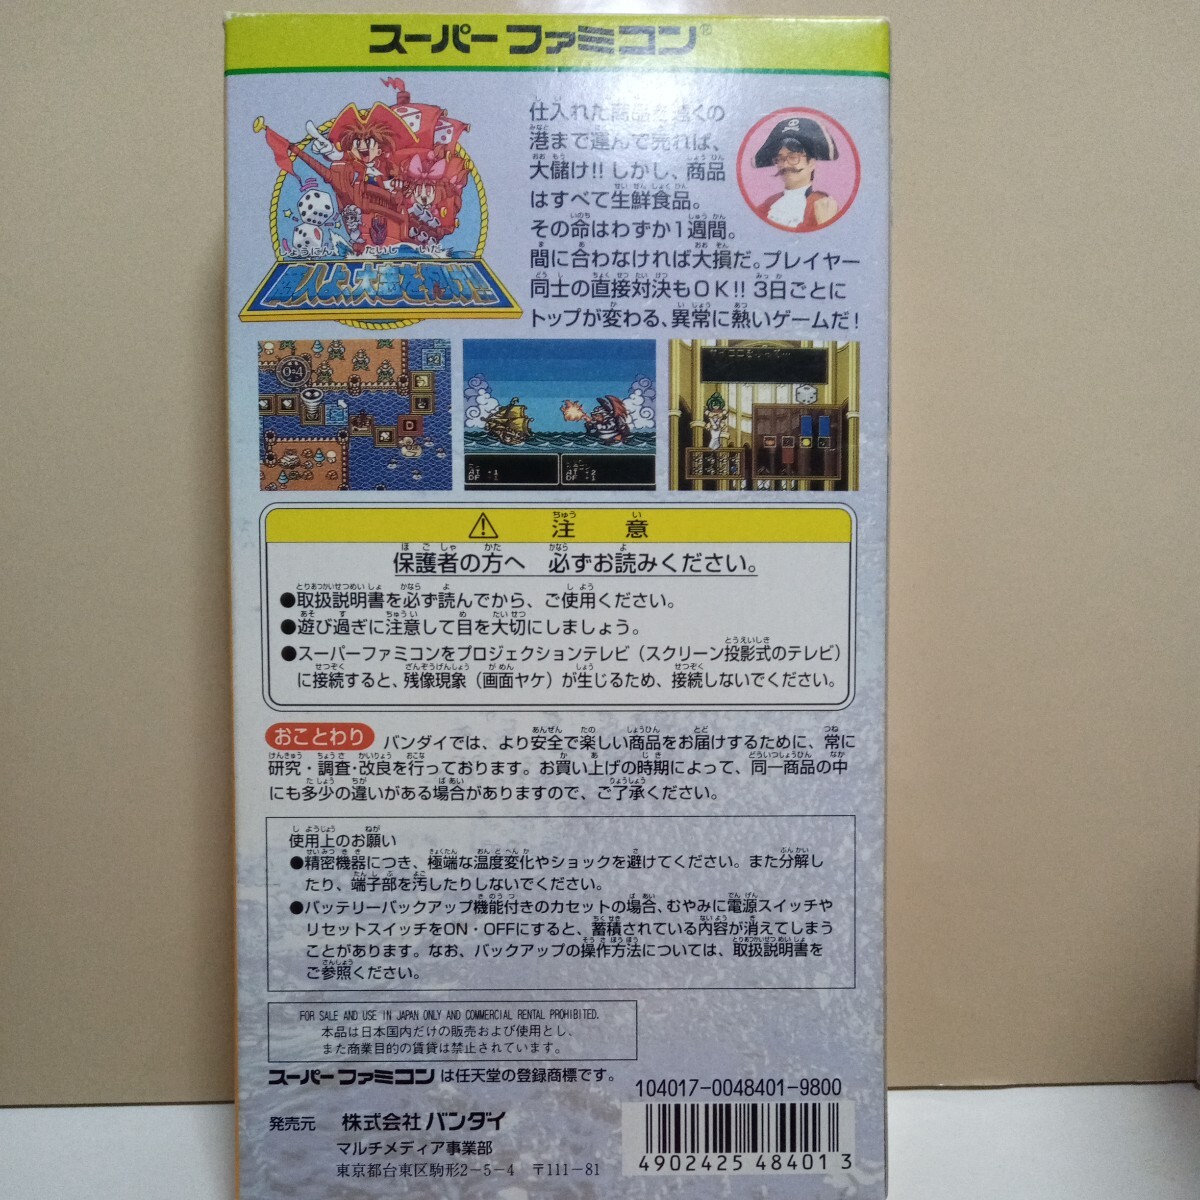 スーパーファミコン®
仕入れた商品を遠くの
港まで運んで売れば、
大儲け!!しかし、商品
はすべて生鮮食品。
その命はわずか1週間。
間に合わなければ大損だ。プレイヤー
同士の直接対決もOK!!3日ごとに
トップが変わる、異常に熱いゲームだ!
しょうにん たいし いだ
商人よ、大志を抱け!!
0-4
+2
D
サイコロをふって…
AT +1
DF +1
AT +2
DF +1
注意
保護者の方へ 必ずお読みください。
●取扱説明書を必ず読んでから、ご使用ください。
●遊び過ぎに注意して目を大切にしましょう。
●スーパーファミコンをプロジェクションテレビ(スクリーン投影式のテレビ)
に接続すると、残像現象(画面ヤケ)が生じるため、接続しないでください。
おことわり バンダイでは、より安全で楽しい商品をお届けするために、常に
研究・調査・改良を行っております。お買い上げの時期によって、同一商品の中
にも多少の違いがある場合がありますので、ご了承ください。
使用上のお願い
●精密機器につき、極端な温度変化やショックを避けてください。また分解し
たり、端子部を汚したりしないでください。
●バッテリーバックアップ機能付きのカセットの場合、むやみに電源スイッチや
リセットスイッチをON・OFFにすると、蓄積されている内容が消えてしまう
ことがあります。なお、バックアップの操作方法については、取扱説明書を
ご参照ください。
FOR SALE AND USE IN JAPAN ONLY AND COMMERCIAL RENTAL PROHIBITED.
本品は日本国内だけの販売および使用とし、
また商業目的の賃貸は禁止されています。
スーパーファミコンは任天堂の登録商標です。
104017-0048401-9800
発売元 株式会社バンダイ
マルチメディア事業部
東京都台東区駒形2-5-4 〒111-81
4902425484013